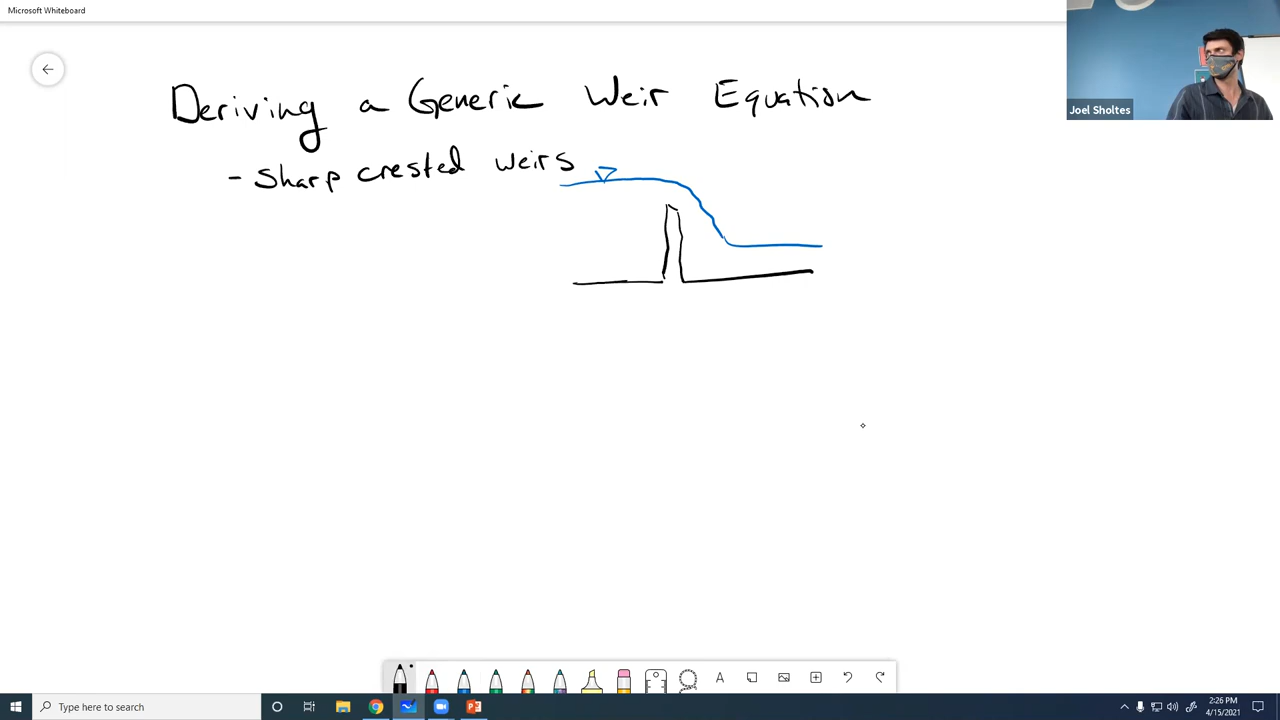 Microsoft Whiteboard
Joel Sholtes
Deriving a Generic Weir Equation
- sharp crested weirs
A
Type here to search
2:26 PM
4/15/2021